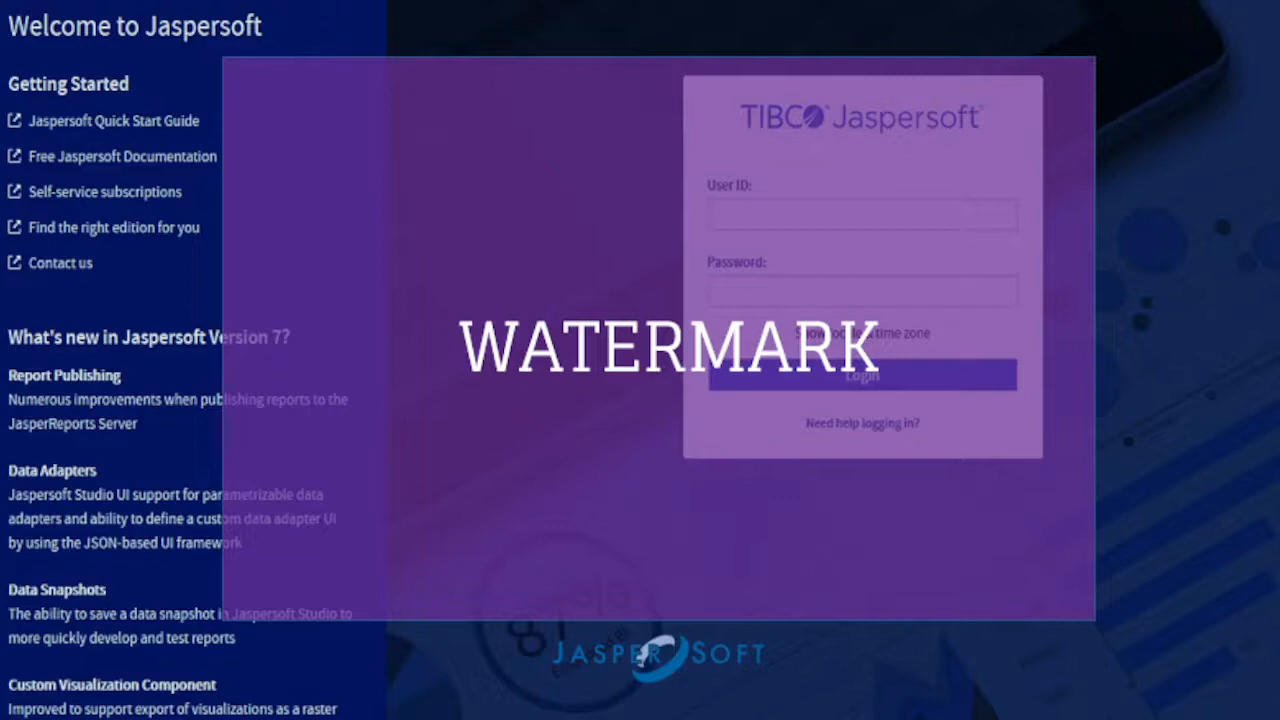 Welcome to Jaspersoft
Getting Started
Jaspersoft Quick Start Guide
Free Jaspersoft Documentation
Self-service subscriptions
Find the right edition for you
Contact us
What's new in Jaspersoft Version 7?
Report Publishing
Numerous improvements when publishing reports to the
JasperReports Server
Data Adapters
Jaspersoft Studio UI support for parametrizable data
adapters and ability to define a custom data adapter UI
by using the JSON-based UI framework
Data Snapshots
The ability to save a data snapshot in Jaspersoft Studio to
more quickly develop and test reports
Custom Visualization Component
Improved to support export of visualizations as a raster
TIBCO Jaspersoft
User ID:
Password:
time zone
WATERMARK
Login
Need help logging in?
JASPERSOFT